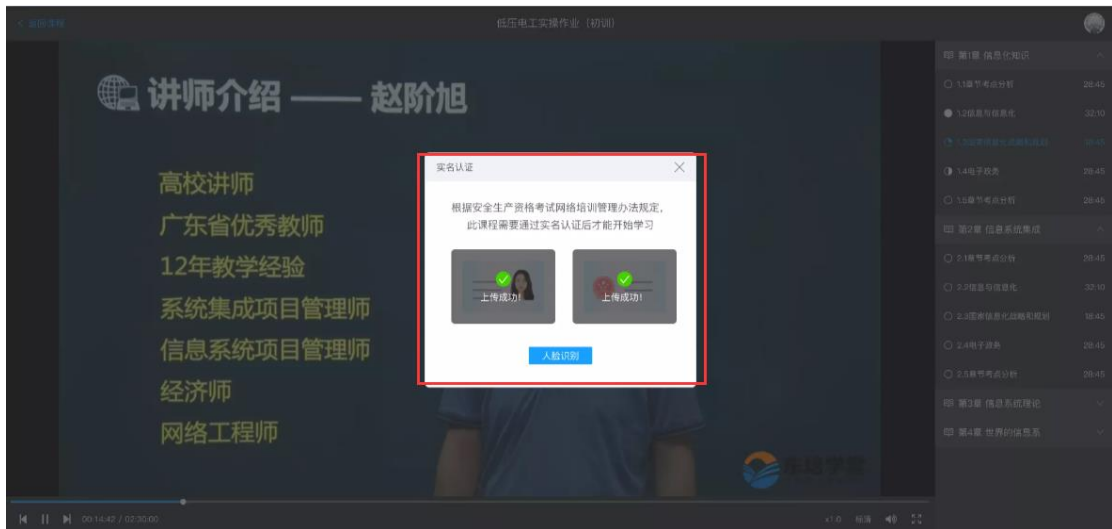 < 返回课程
低压电工实操作业（初训）
讲师介绍 —— 赵阶旭
高校讲师
广东省优秀教师
12年教学经验
系统集成项目管理师
信息系统项目管理师
经济师
网络工程师
实名认证
根据安全生产资格考试网络培训管理办法规定，
此课程需要通过实名认证后才能开始学习
上传成功!
上传成功!
人脸识别
00:14:42 / 02:30:00
x1.0 标清
第1章 信息化知识
1.1章节考点分析 28:45
1.2信息与信息化 32:10
1.4电子政务 28:45
1.5章节考点分析 28:45
第2章 信息系统集成
2.1章节考点分析 28:45
2.2信息与信息化 32:10
2.3国家信息化战略和规划 18:45
2.4电子政务 28:45
2.5章节考点分析 28:45
第3章 信息系统理论
第4章 世界的信息系